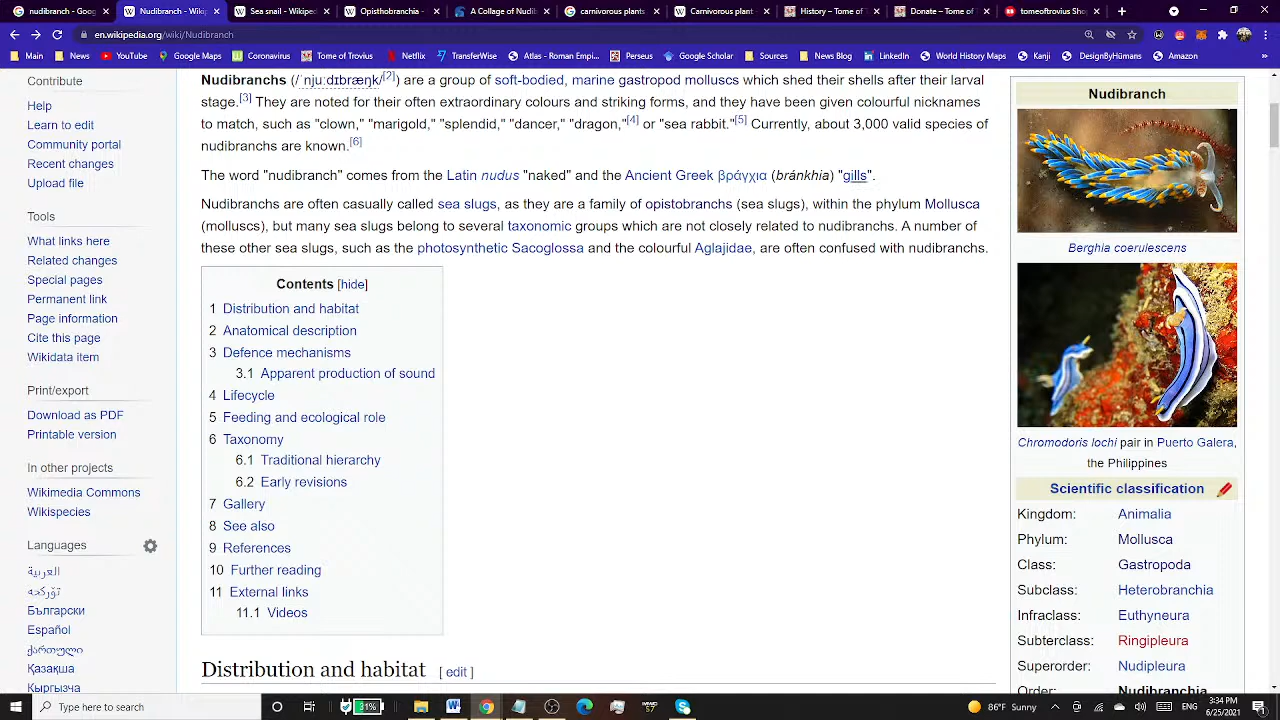 nudibranch - Goog
Nudibranch - Wikip
Sea snail - Wikiped
Opisthobranchia -
A Collage of Nudib
carnivorous plants
Carnivorous plant -
History – Tome of
Donate – Tome of
tomeoftrovius Sho
en.wikipedia.org/wiki/Nudibranch
Main
News
YouTube
Google Maps
Coronavirus
Tome of Trovius
Netflix
TransferWise
Atlas - Roman Empi...
Perseus
Google Scholar
Sources
News Blog
LinkedIn
World History Maps
Kanji
DesignByHumans
Amazon
Contribute
Help
Learn to edit
Community portal
Recent changes
Upload file
Tools
What links here
Related changes
Special pages
Permanent link
Page information
Cite this page
Wikidata item
Print/export
Download as PDF
Printable version
In other projects
Wikimedia Commons
Wikispecies
Languages
العربية
تۆرکجه
Български
Español
ქართული
Қазақша
Кыргызча
Nudibranchs (/ˈnjuːdɪbræŋk/[2]) are a group of soft-bodied, marine gastropod molluscs which shed their shells after their larval
stage.[3] They are noted for their often extraordinary colours and striking forms, and they have been given colourful nicknames
to match, such as "clown," "marigold," "splendid," "dancer," "dragon,"[4] or "sea rabbit."[5] Currently, about 3,000 valid species of
nudibranchs are known.[6]
The word "nudibranch" comes from the Latin nudus "naked" and the Ancient Greek βράγχια (bránkhia) "gills".
Nudibranchs are often casually called sea slugs, as they are a family of opistobranchs (sea slugs), within the phylum Mollusca
(molluscs), but many sea slugs belong to several taxonomic groups which are not closely related to nudibranchs. A number of
these other sea slugs, such as the photosynthetic Sacoglossa and the colourful Aglajidae, are often confused with nudibranchs.
Contents [hide]
1 Distribution and habitat
2 Anatomical description
3 Defence mechanisms
3.1 Apparent production of sound
4 Lifecycle
5 Feeding and ecological role
6 Taxonomy
6.1 Traditional hierarchy
6.2 Early revisions
7 Gallery
8 See also
9 References
10 Further reading
11 External links
11.1 Videos
Distribution and habitat [ edit ]
Nudibranch
Berghia coerulescens
Chromodoris lochi pair in Puerto Galera,
the Philippines
Scientific classification
Kingdom: Animalia
Phylum: Mollusca
Class: Gastropoda
Subclass: Heterobranchia
Infraclass: Euthyneura
Subterclass: Ringipleura
Superorder: Nudipleura
Order: Nudibranchia
Type here to search
31%
86°F Sunny
3:34 PM
6/25/2021